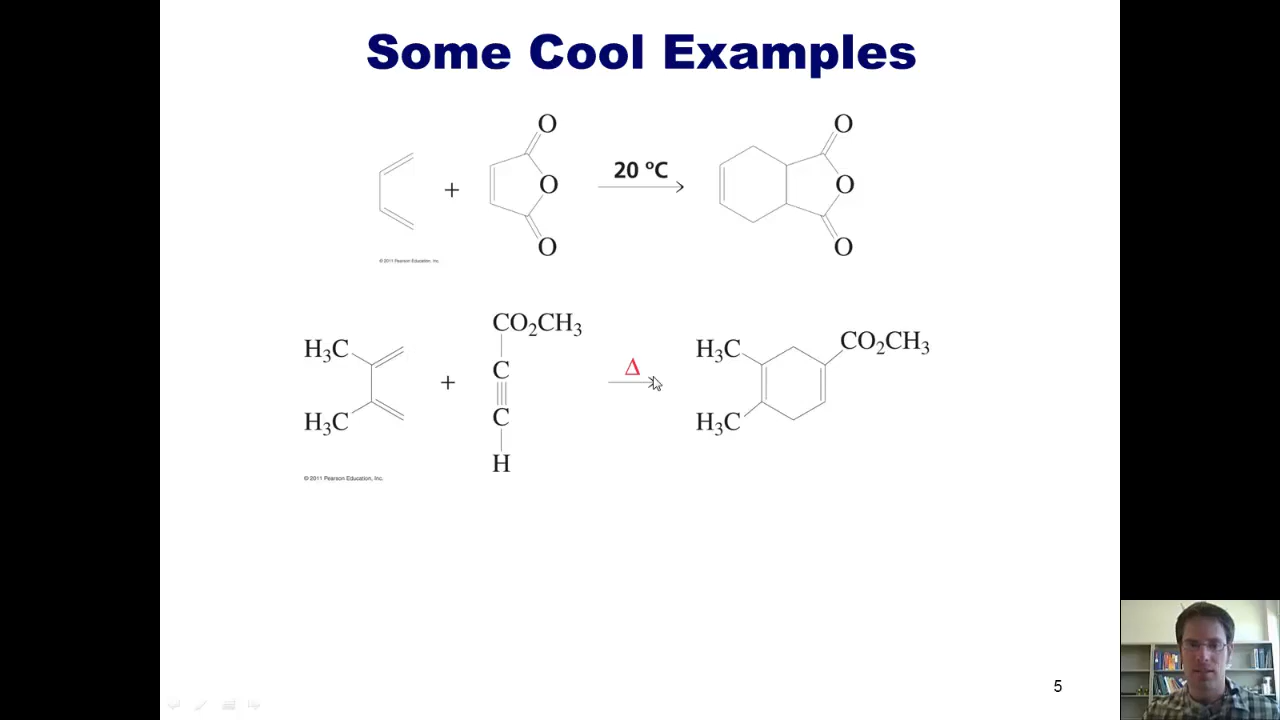 Some Cool Examples
O
+
O
20 ºC
O
O
O
O
© 2011 Pearson Education, Inc.
CO₂CH₃
H₃C
H₃C
+
C
C
H
Δ
H₃C
H₃C
CO₂CH₃
© 2011 Pearson Education, Inc.
5